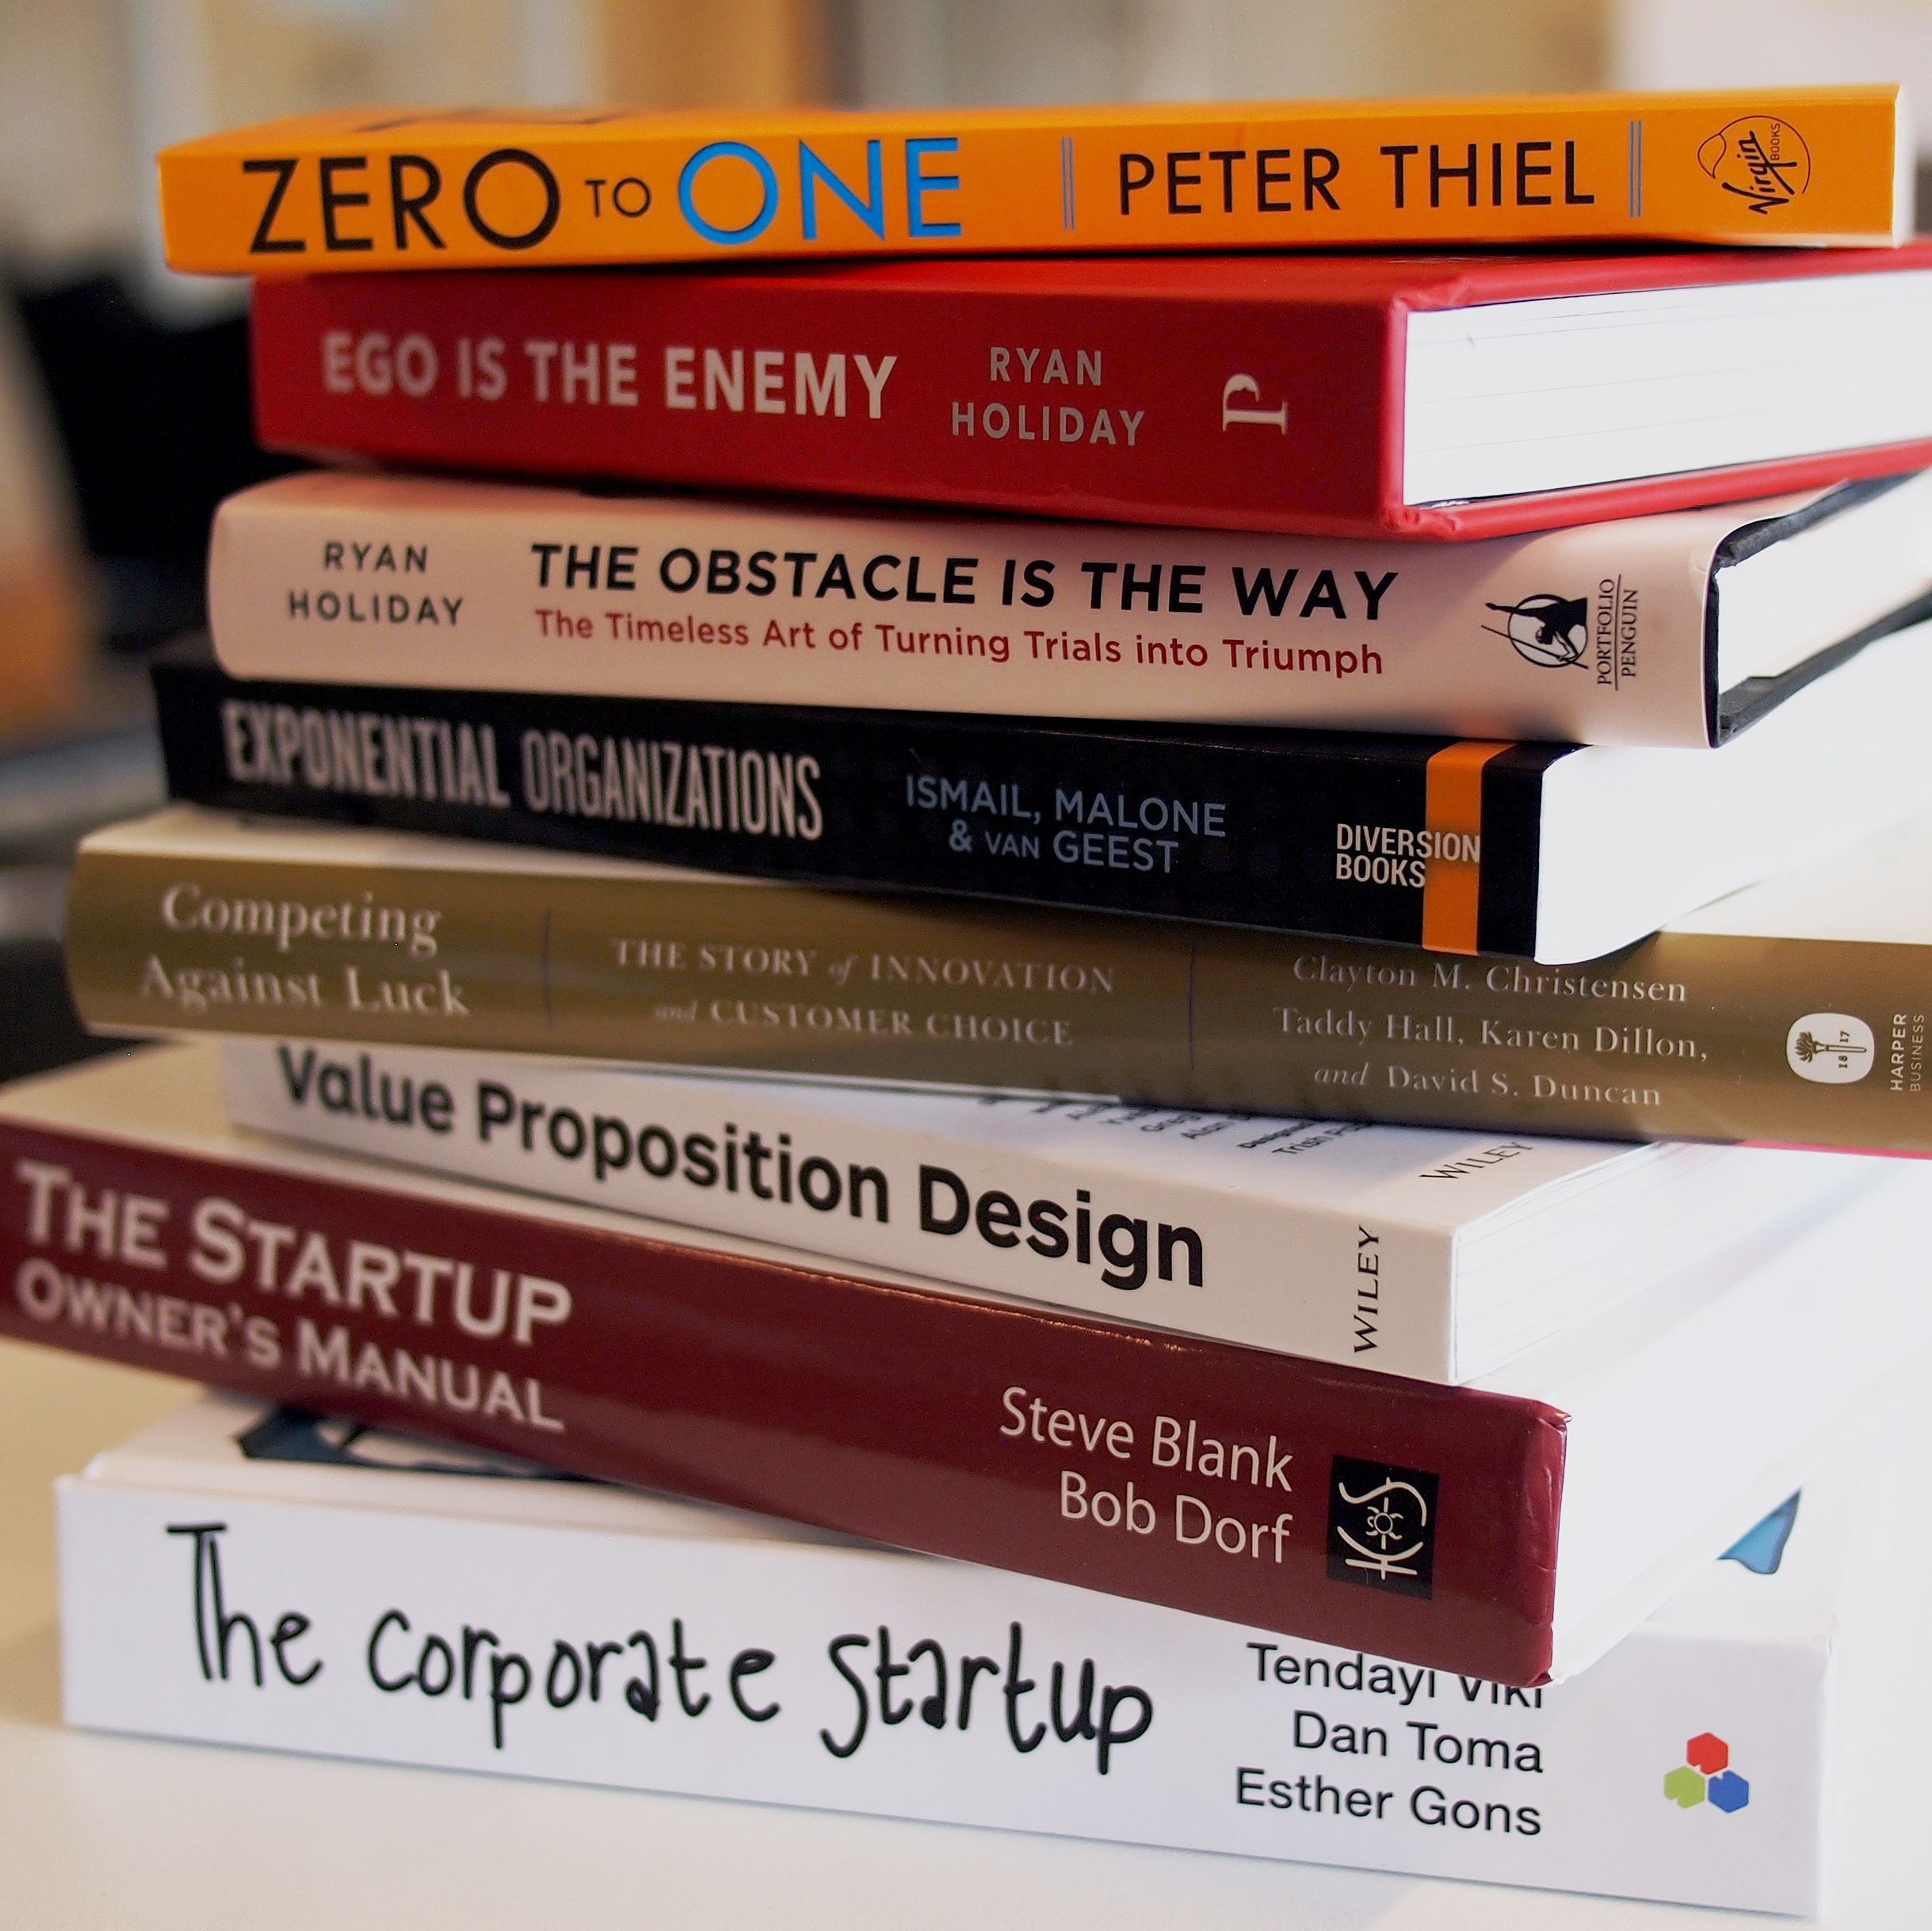 ZERO TO ONE
PETER THIEL
Virgin
BOOKS
EGO IS THE ENEMY
RYAN
HOLIDAY
P
RYAN
HOLIDAY
THE OBSTACLE IS THE WAY
The Timeless Art of Turning Trials into Triumph
PORTFOLIO
PENGUIN
EXPONENTIAL ORGANIZATIONS
ISMAIL, MALONE
& VAN GEEST
DIVERSION
BOOKS
Competing
Against Luck
THE STORY of INNOVATION
and CUSTOMER CHOICE
Clayton M. Christensen
Taddy Hall, Karen Dillon,
and David S. Duncan
1817
HARPER
BUSINESS
WILEY
Value Proposition Design
WILEY
THE STARTUP
OWNER'S MANUAL
Steve Blank
Bob Dorf
K&S
The corporate startup
Tendayi Viki
Dan Toma
Esther Gons